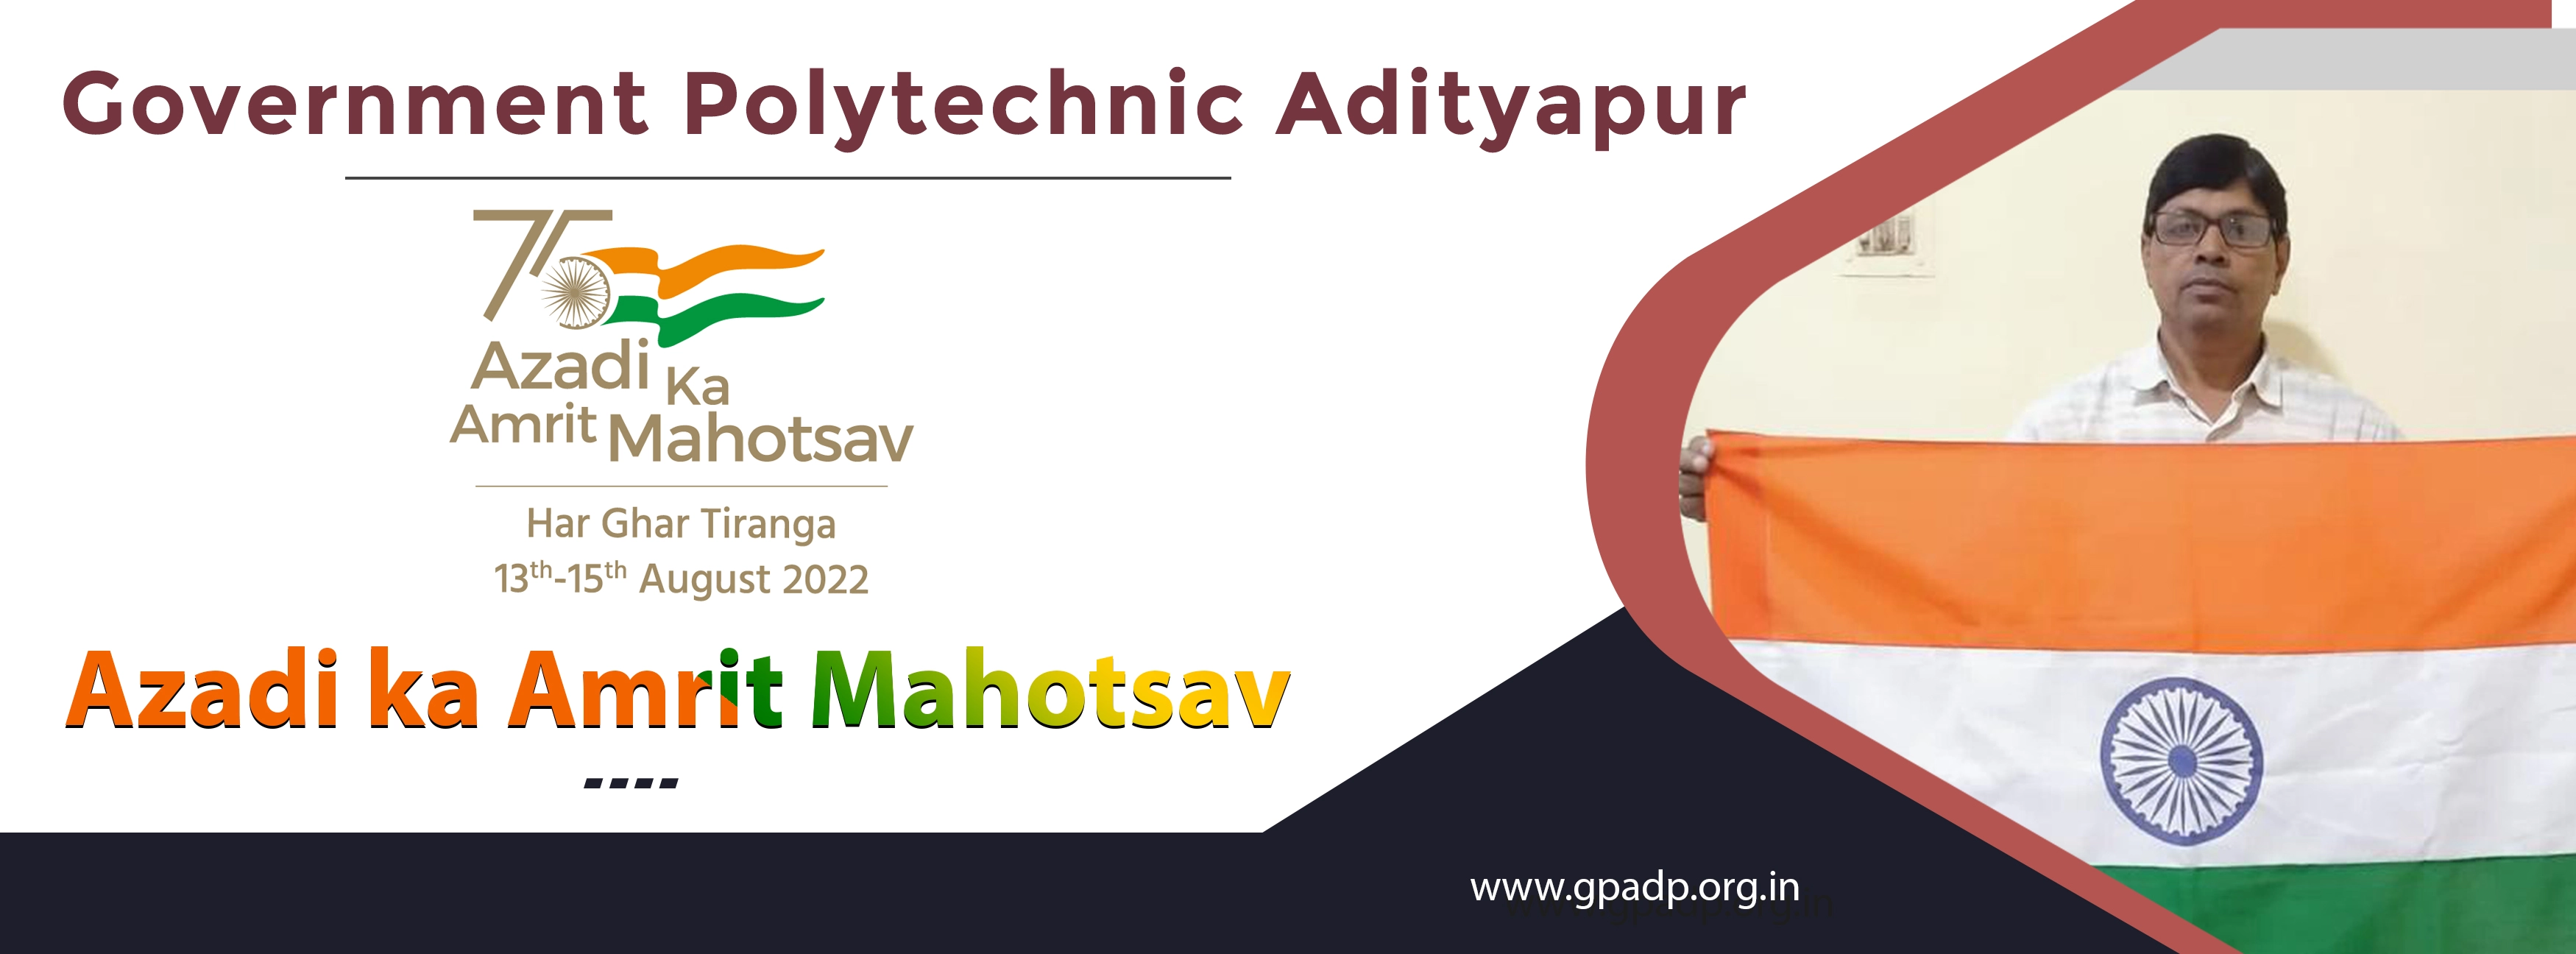 Government Polytechnic Adityapur
75
Azadi Ka
Amrit Mahotsav
Har Ghar Tiranga
13th-15th August 2022
Azadi ka Amrit Mahotsav
www.gpadp.org.in